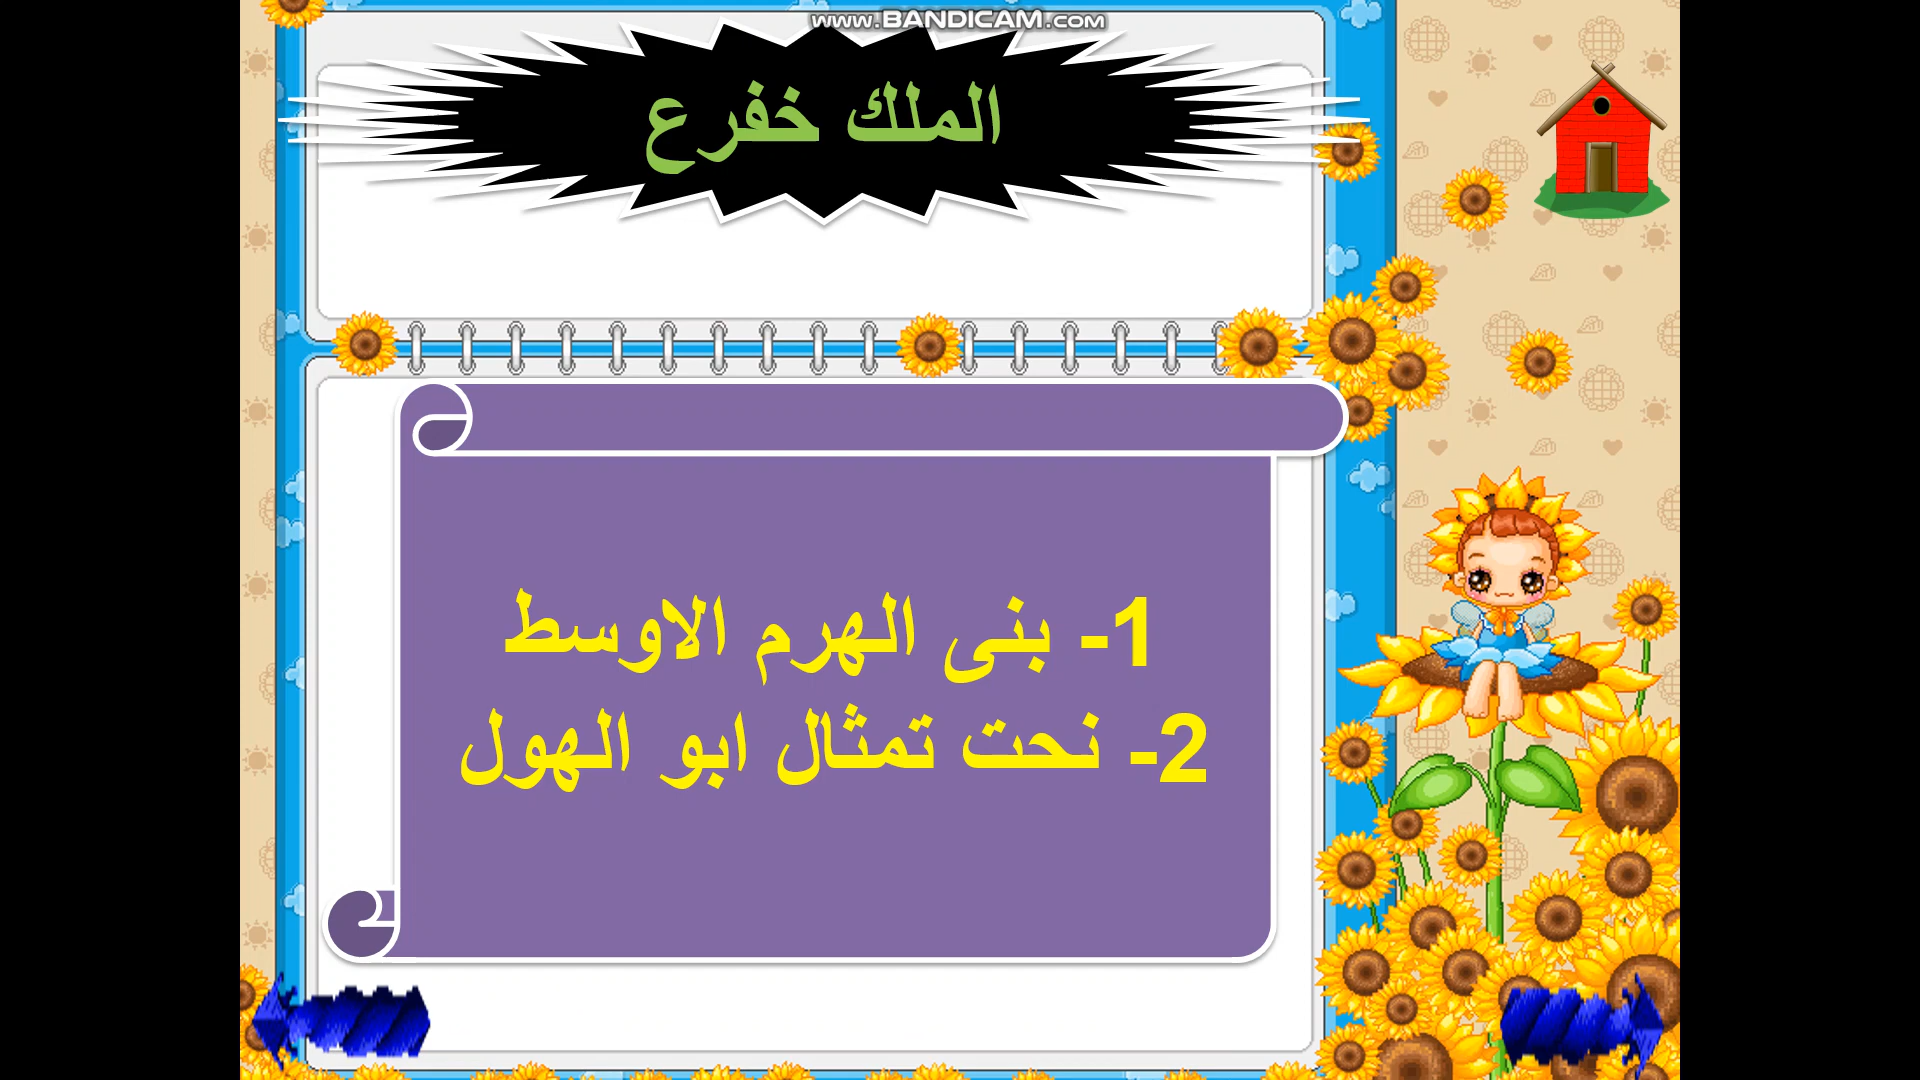 www.BANDICAM.com
الملك خفرع
1- بنى الهرم الاوسط
2- نحت تمثال ابو الهول